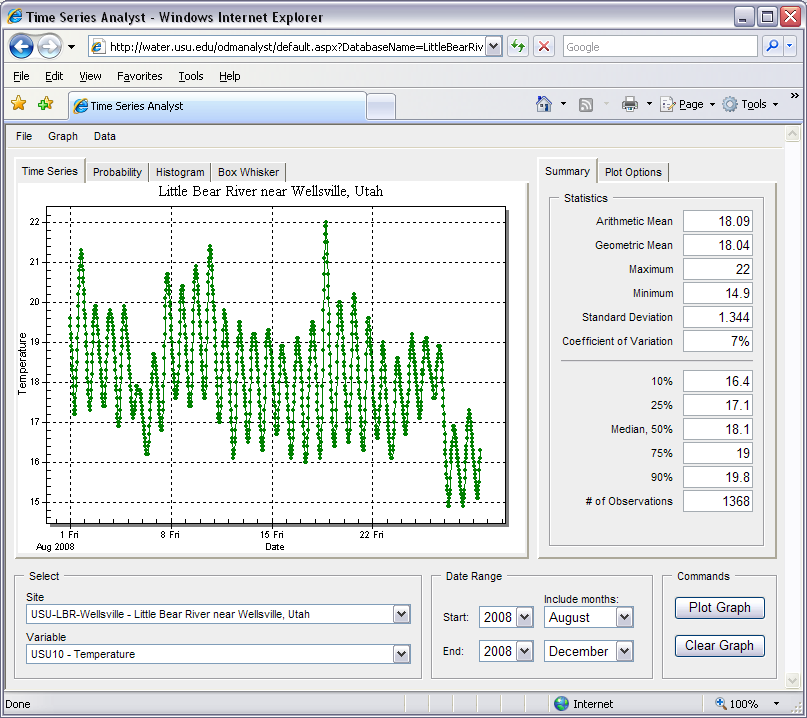 Time Series Analyst - Windows Internet Explorer
http://water.usu.edu/odmanalyst/default.aspx?DatabaseName=LittleBearRiv
Google
File Edit View Favorites Tools Help
Time Series Analyst
Page Tools »
File Graph Data
Time Series Probability Histogram Box Whisker
Little Bear River near Wellsville, Utah
22
21
20
19
18
17
16
15
Temperature
1 Fri 8 Fri 15 Fri 22 Fri
Aug 2008 Date
Summary Plot Options
Statistics
Arithmetic Mean 18.09
Geometric Mean 18.04
Maximum 22
Minimum 14.9
Standard Deviation 1.344
Coefficient of Variation 7%
10% 16.4
25% 17.1
Median, 50% 18.1
75% 19
90% 19.8
# of Observations 1368
Select
Site
USU-LBR-Wellsville - Little Bear River near Wellsville, Utah
Variable
USU10 - Temperature
Date Range
Include months:
Start: 2008 August
End: 2008 December
Commands
Plot Graph
Clear Graph
Done Internet 100%